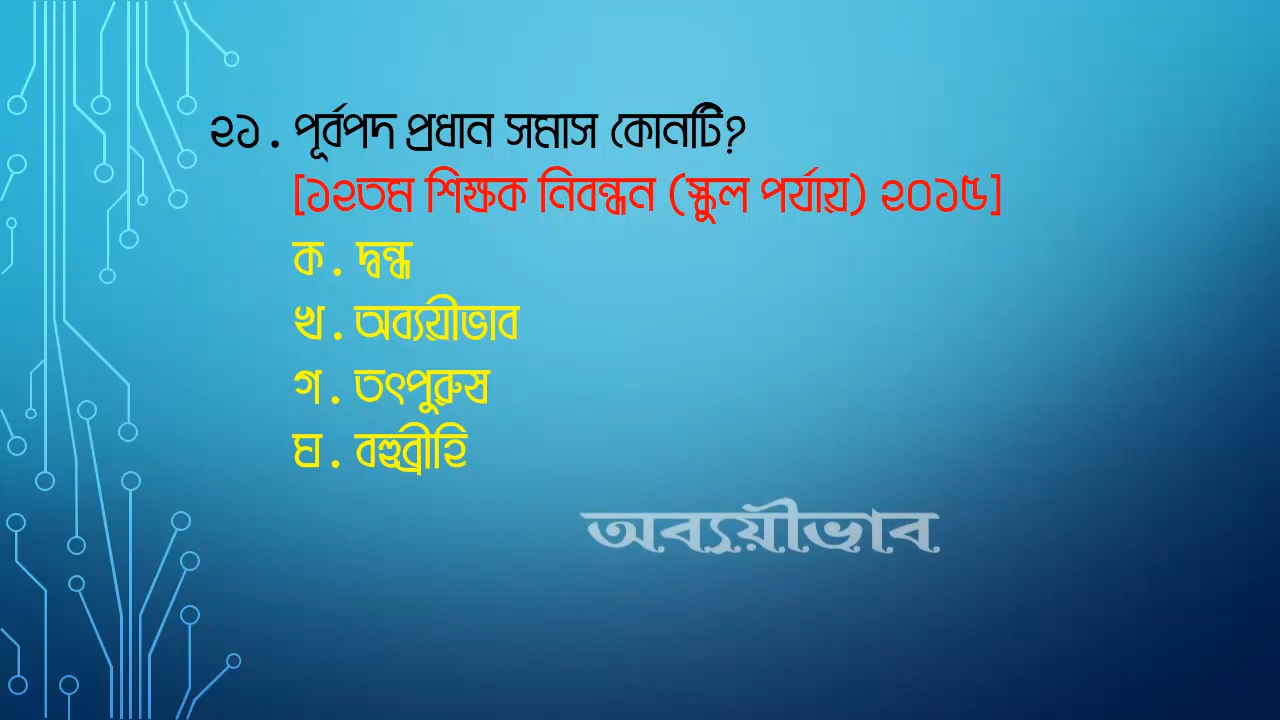 ২১. পূর্বপদ প্রধান সমাস কোনটি?
[১২তম শিক্ষক নিবন্ধন (স্কুল পর্যায়) ২০১৫]
ক. দ্বন্ধ
খ. অব্যয়ীভাব
গ. তৎপুরুষ
ঘ. বহুব্রীহি
অব্যয়ীভাব